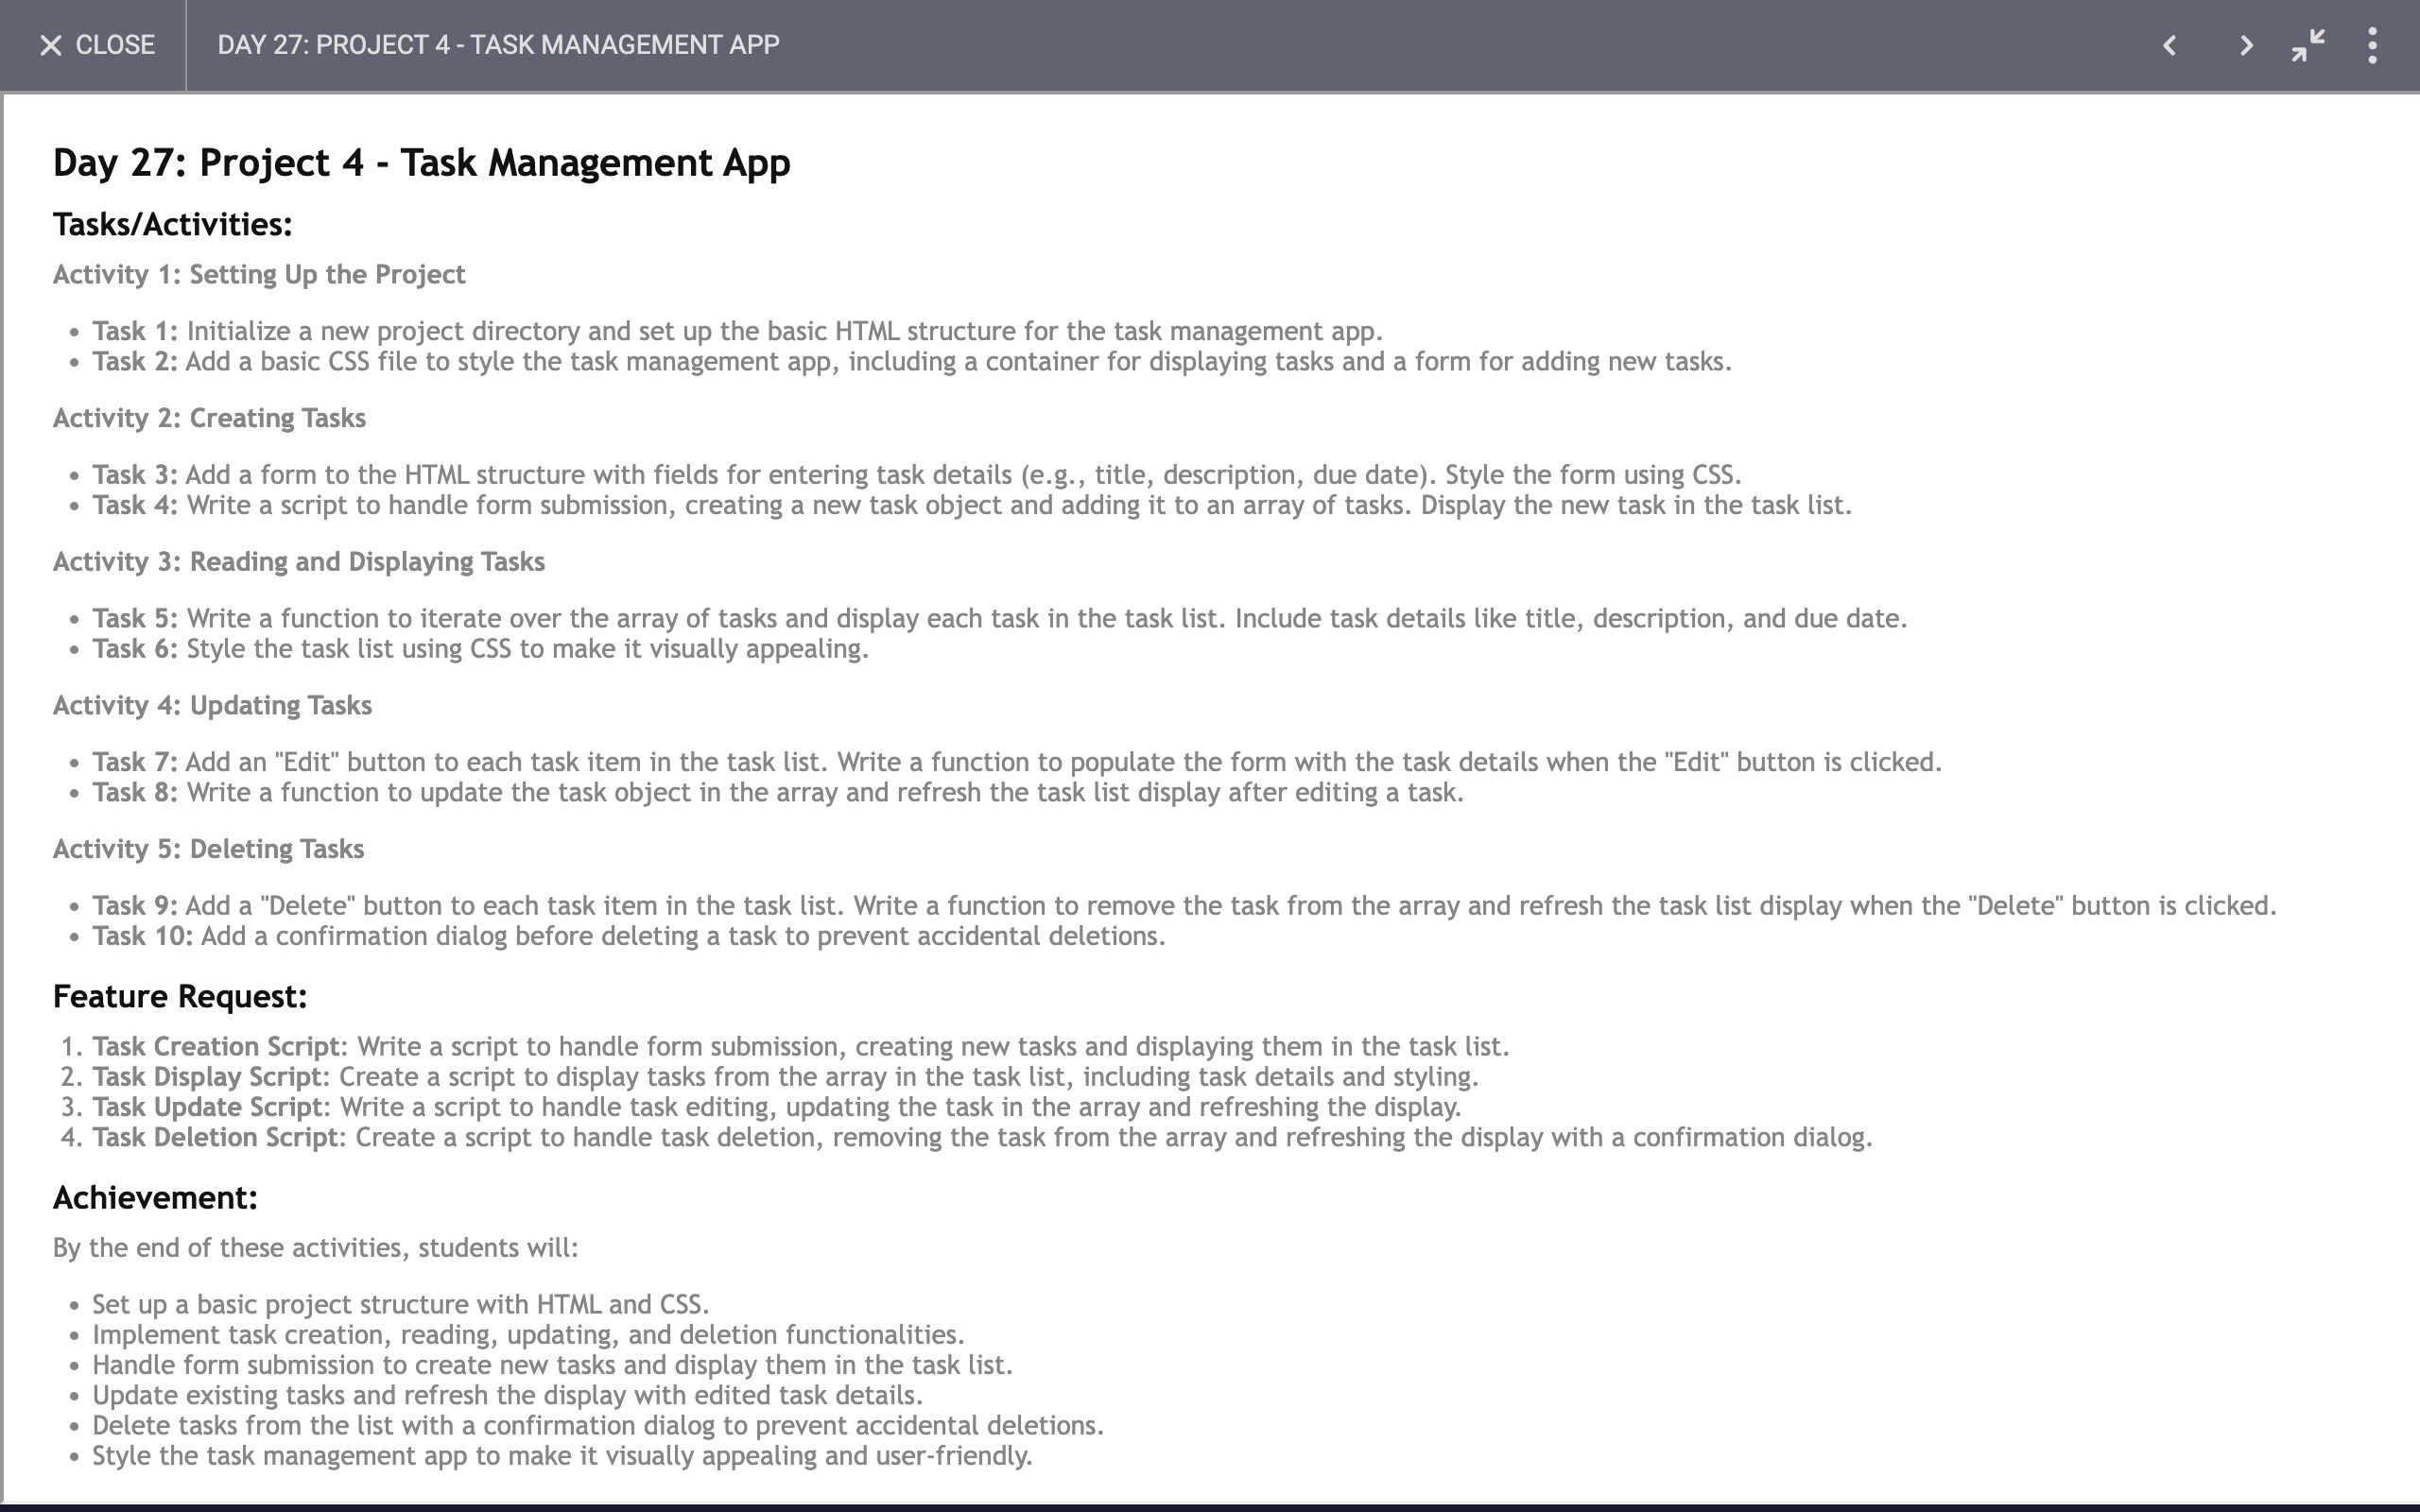 CLOSE
DAY 27: PROJECT 4 - TASK MANAGEMENT APP
Day 27: Project 4 - Task Management App
Tasks/Activities:
Activity 1: Setting Up the Project
• Task 1: Initialize a new project directory and set up the basic HTML structure for the task management app.
• Task 2: Add a basic CSS file to style the task management app, including a container for displaying tasks and a form for adding new tasks.
Activity 2: Creating Tasks
• Task 3: Add a form to the HTML structure with fields for entering task details (e.g., title, description, due date). Style the form using CSS.
• Task 4: Write a script to handle form submission, creating a new task object and adding it to an array of tasks. Display the new task in the task list.
Activity 3: Reading and Displaying Tasks
• Task 5: Write a function to iterate over the array of tasks and display each task in the task list. Include task details like title, description, and due date.
• Task 6: Style the task list using CSS to make it visually appealing.
Activity 4: Updating Tasks
• Task 7: Add an "Edit" button to each task item in the task list. Write a function to populate the form with the task details when the "Edit" button is clicked.
• Task 8: Write a function to update the task object in the array and refresh the task list display after editing a task.
Activity 5: Deleting Tasks
• Task 9: Add a "Delete" button to each task item in the task list. Write a function to remove the task from the array and refresh the task list display when the "Delete" button is clicked.
• Task 10: Add a confirmation dialog before deleting a task to prevent accidental deletions.
Feature Request:
1. Task Creation Script: Write a script to handle form submission, creating new tasks and displaying them in the task list.
2. Task Display Script: Create a script to display tasks from the array in the task list, including task details and styling.
3. Task Update Script: Write a script to handle task editing, updating the task in the array and refreshing the display.
4. Task Deletion Script: Create a script to handle task deletion, removing the task from the array and refreshing the display with a confirmation dialog.
Achievement:
By the end of these activities, students will:
• Set up a basic project structure with HTML and CSS.
• Implement task creation, reading, updating, and deletion functionalities.
• Handle form submission to create new tasks and display them in the task list.
• Update existing tasks and refresh the display with edited task details.
• Delete tasks from the list with a confirmation dialog to prevent accidental deletions.
• Style the task management app to make it visually appealing and user-friendly.